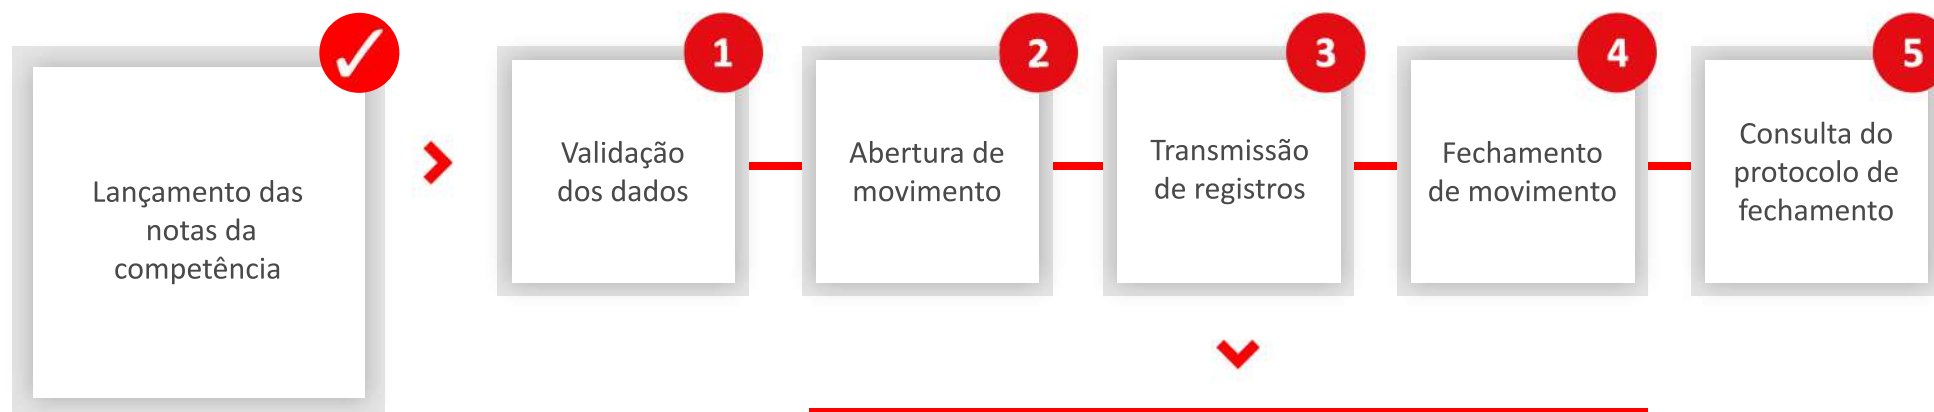 Lançamento das
notas da
competência
1
Validação
dos dados
2
Abertura de
movimento
3
Transmissão
de registros
4
Fechamento
de movimento
5
Consulta do
protocolo de
fechamento